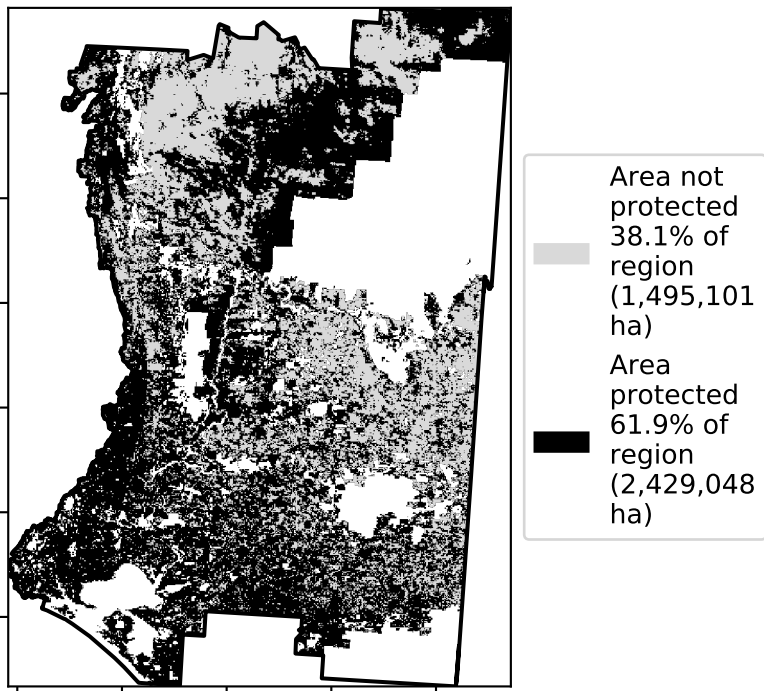 Area not
protected
38.1% of
region
(1,495,101
ha)
Area
protected
61.9% of
region
(2,429,048
ha)